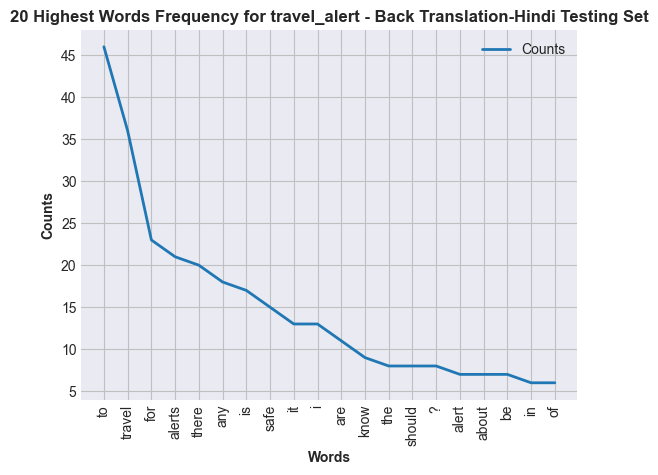 20 Highest Words Frequency for travel_alert - Back Translation-Hindi Testing Set
Counts
45
40
35
30
25
20
15
10
5
Counts
to
travel
for
alerts
there
any
is
safe
it
i
are
know
the
should
?
alert
about
be
in
of
Words